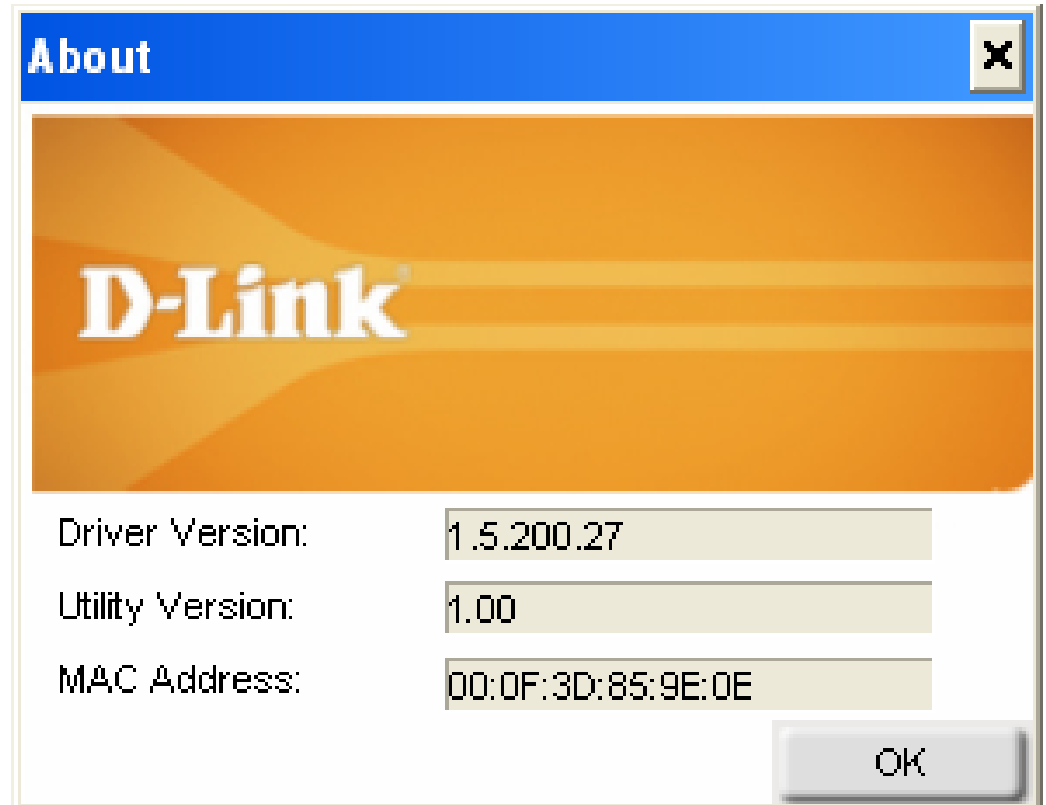 About
D-Link
Driver Version: 1.5.200.27
Utility Version: 1.00
MAC Address: 00:0F:3D:85:9E:0E
OK